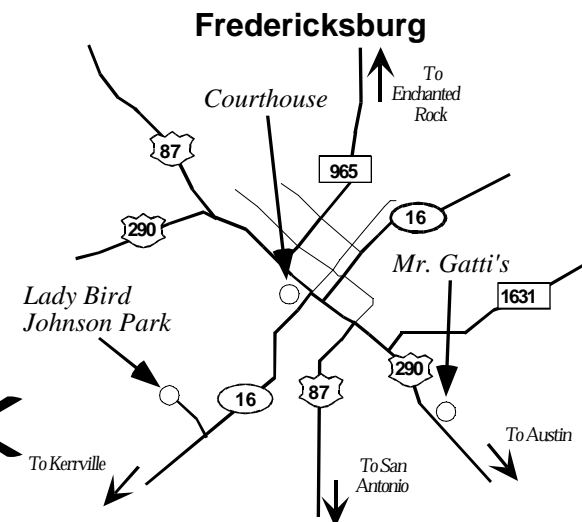 Fredericksburg
To
Enchanted
Rock
Courthouse
87
965
16
290
Mr. Gatti's
Lady Bird
Johnson Park
1631
290
87
16
To Kerrville
To San
Antonio
To Austin